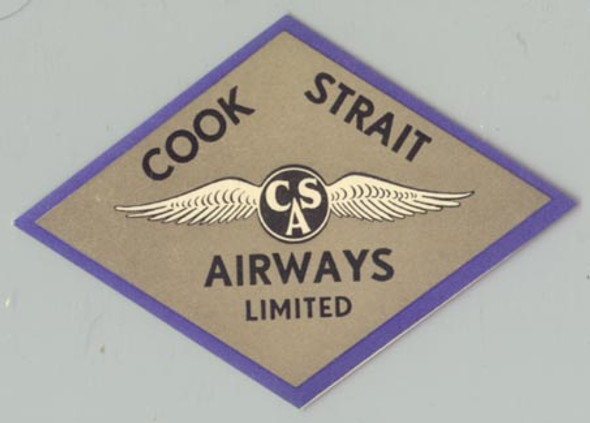 COOK STRAIT
CSA
AIRWAYS
LIMITED